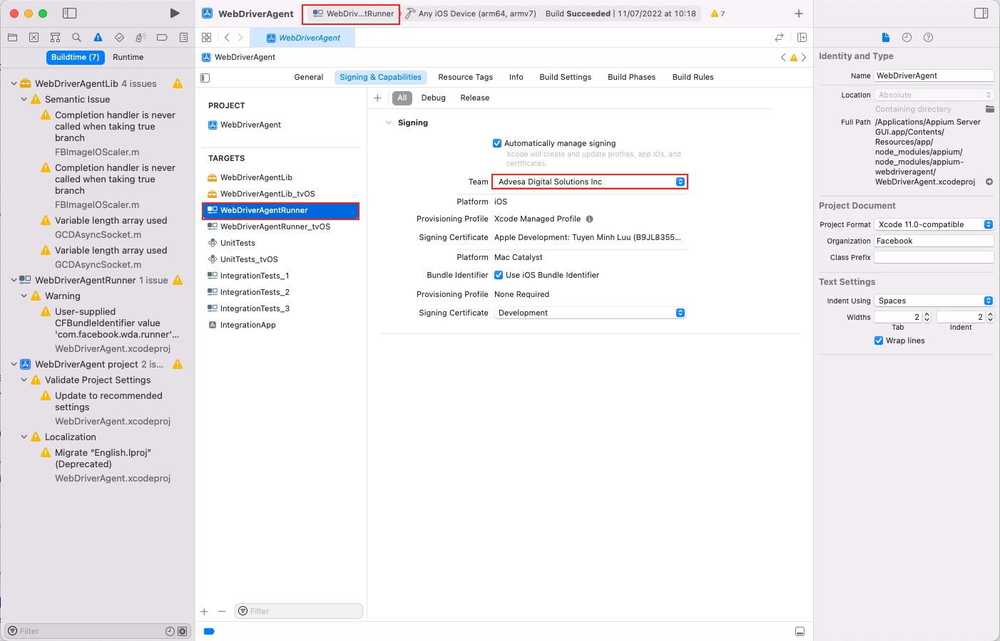 WebDriverAgent
WebDriv...tRunner
Any iOS Device (arm64, armv7)
Build Succeeded | 11/07/2022 at 10:18
7
WebDriverAgent
Buildtime (7)
Runtime
WebDriverAgentLib 4 issues
Semantic Issue
Completion handler is never
called when taking true
branch
FBImageIOScaler.m
Completion handler is never
called when taking true
branch
FBImageIOScaler.m
Variable length array used
GCDAsyncSocket.m
Variable length array used
GCDAsyncSocket.m
WebDriverAgentRunner 1 issue
Warning
User-supplied
CFBundleIdentifier value
'com.facebook.wda.runner'...
WebDriverAgent.xcodeproj
WebDriverAgent project 2 is...
Validate Project Settings
Update to recommended
settings
WebDriverAgent.xcodeproj
Localization
Migrate “English.lproj”
(Deprecated)
WebDriverAgent.xcodeproj
Filter
WebDriverAgent
General
Signing & Capabilities
Resource Tags
Info
Build Settings
Build Phases
Build Rules
PROJECT
WebDriverAgent
TARGETS
WebDriverAgentLib
WebDriverAgentLib_tvOS
WebDriverAgentRunner
WebDriverAgentRunner_tvOS
UnitTests
UnitTests_tvOS
IntegrationTests_1
IntegrationTests_2
IntegrationTests_3
IntegrationApp
Filter
All
Debug
Release
Signing
Automatically manage signing
Xcode will create and update profiles, app IDs, and
certificates.
Team Advesa Digital Solutions Inc
Platform iOS
Provisioning Profile Xcode Managed Profile
Signing Certificate Apple Development: Tuyen Minh Luu (B9JL8355...
Platform Mac Catalyst
Bundle Identifier Use iOS Bundle Identifier
Provisioning Profile None Required
Signing Certificate Development
Identity and Type
Name WebDriverAgent
Location Absolute
Containing directory
Full Path /Applications/Appium Server
GUI.app/Contents/
Resources/app/
node_modules/appium/
node_modules/appium-
webdriveragent/
WebDriverAgent.xcodeproj
Project Document
Project Format Xcode 11.0-compatible
Organization Facebook
Class Prefix
Text Settings
Indent Using Spaces
Widths 2 2
Tab Indent
Wrap lines